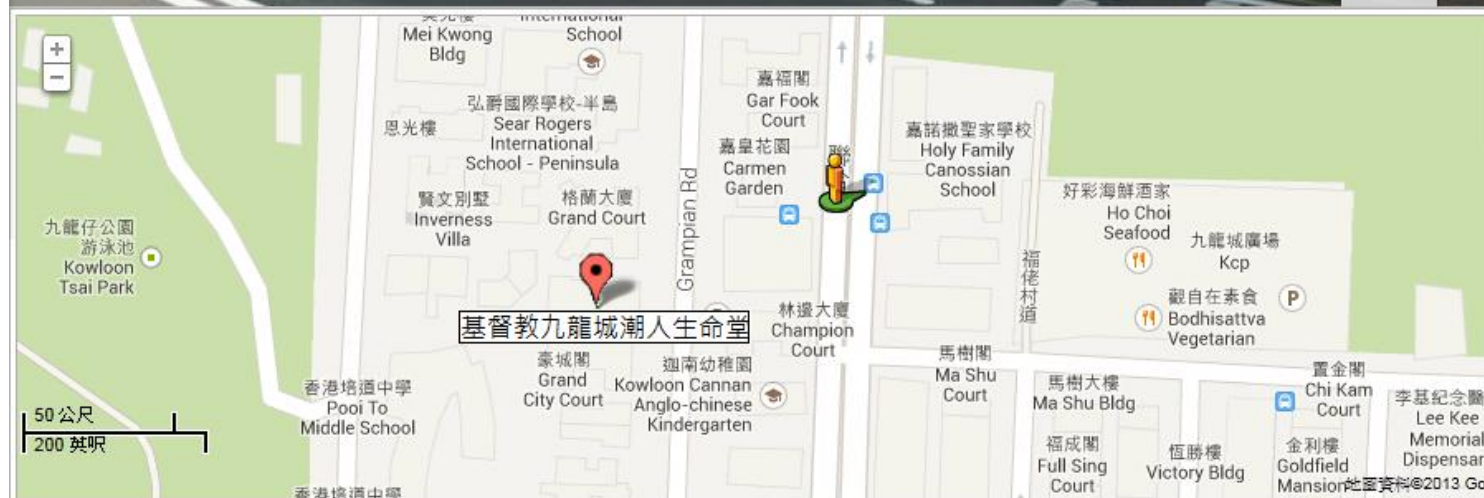 +
−
Mei Kwong
Bldg
International
School
弘爵國際學校-半島
Sear Rogers
International
School - Peninsula
恩光樓
賢文別墅
Inverness
Villa
格蘭大廈
Grand Court
九龍仔公園
游泳池
Kowloon
Tsai Park
基督教九龍城潮人生命堂
Grampian Rd
嘉福閣
Gar Fook
Court
嘉皇花園
Carmen
Garden
嘉諾撒聖家學校
Holy Family
Canossian
School
好彩海鮮酒家
Ho Choi
Seafood
九龍城廣場
Kcp
P
觀自在素食
Bodhisattva
Vegetarian
福佬村道
林邊大廈
Champion
Court
豪城閣
Grand
City Court
迦南幼稚園
Kowloon Cannan
Anglo-chinese
Kindergarten
香港培道中學
Pooi To
Middle School
馬樹閣
Ma Shu
Court
馬樹大樓
Ma Shu Bldg
置金閣
Chi Kam
Court
李基紀念醫
Lee Kee
Memorial
Dispensar
福成閣
Full Sing
Court
恆勝樓
Victory Bldg
金利樓
Goldfield
Mansion
50 公尺
200 英呎
香港培道中學
地圖資料©2013 Go